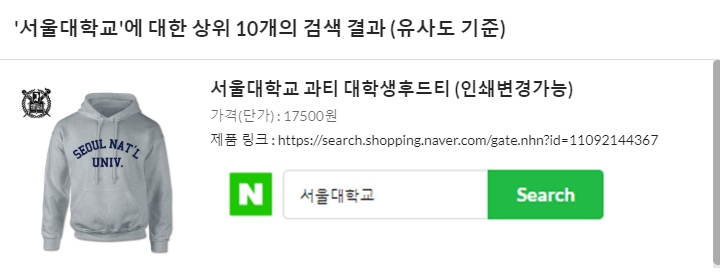 '서울대학교'에 대한 상위 10개의 검색 결과 (유사도 기준)
서울대학교 과티 대학생후드티 (인쇄변경가능)
가격(단가) : 17500원
제품 링크 : https://search.shopping.naver.com/gate.nhn?id=11092144367
SEOUL NAT'L
UNIV.
N 서울대학교 Search